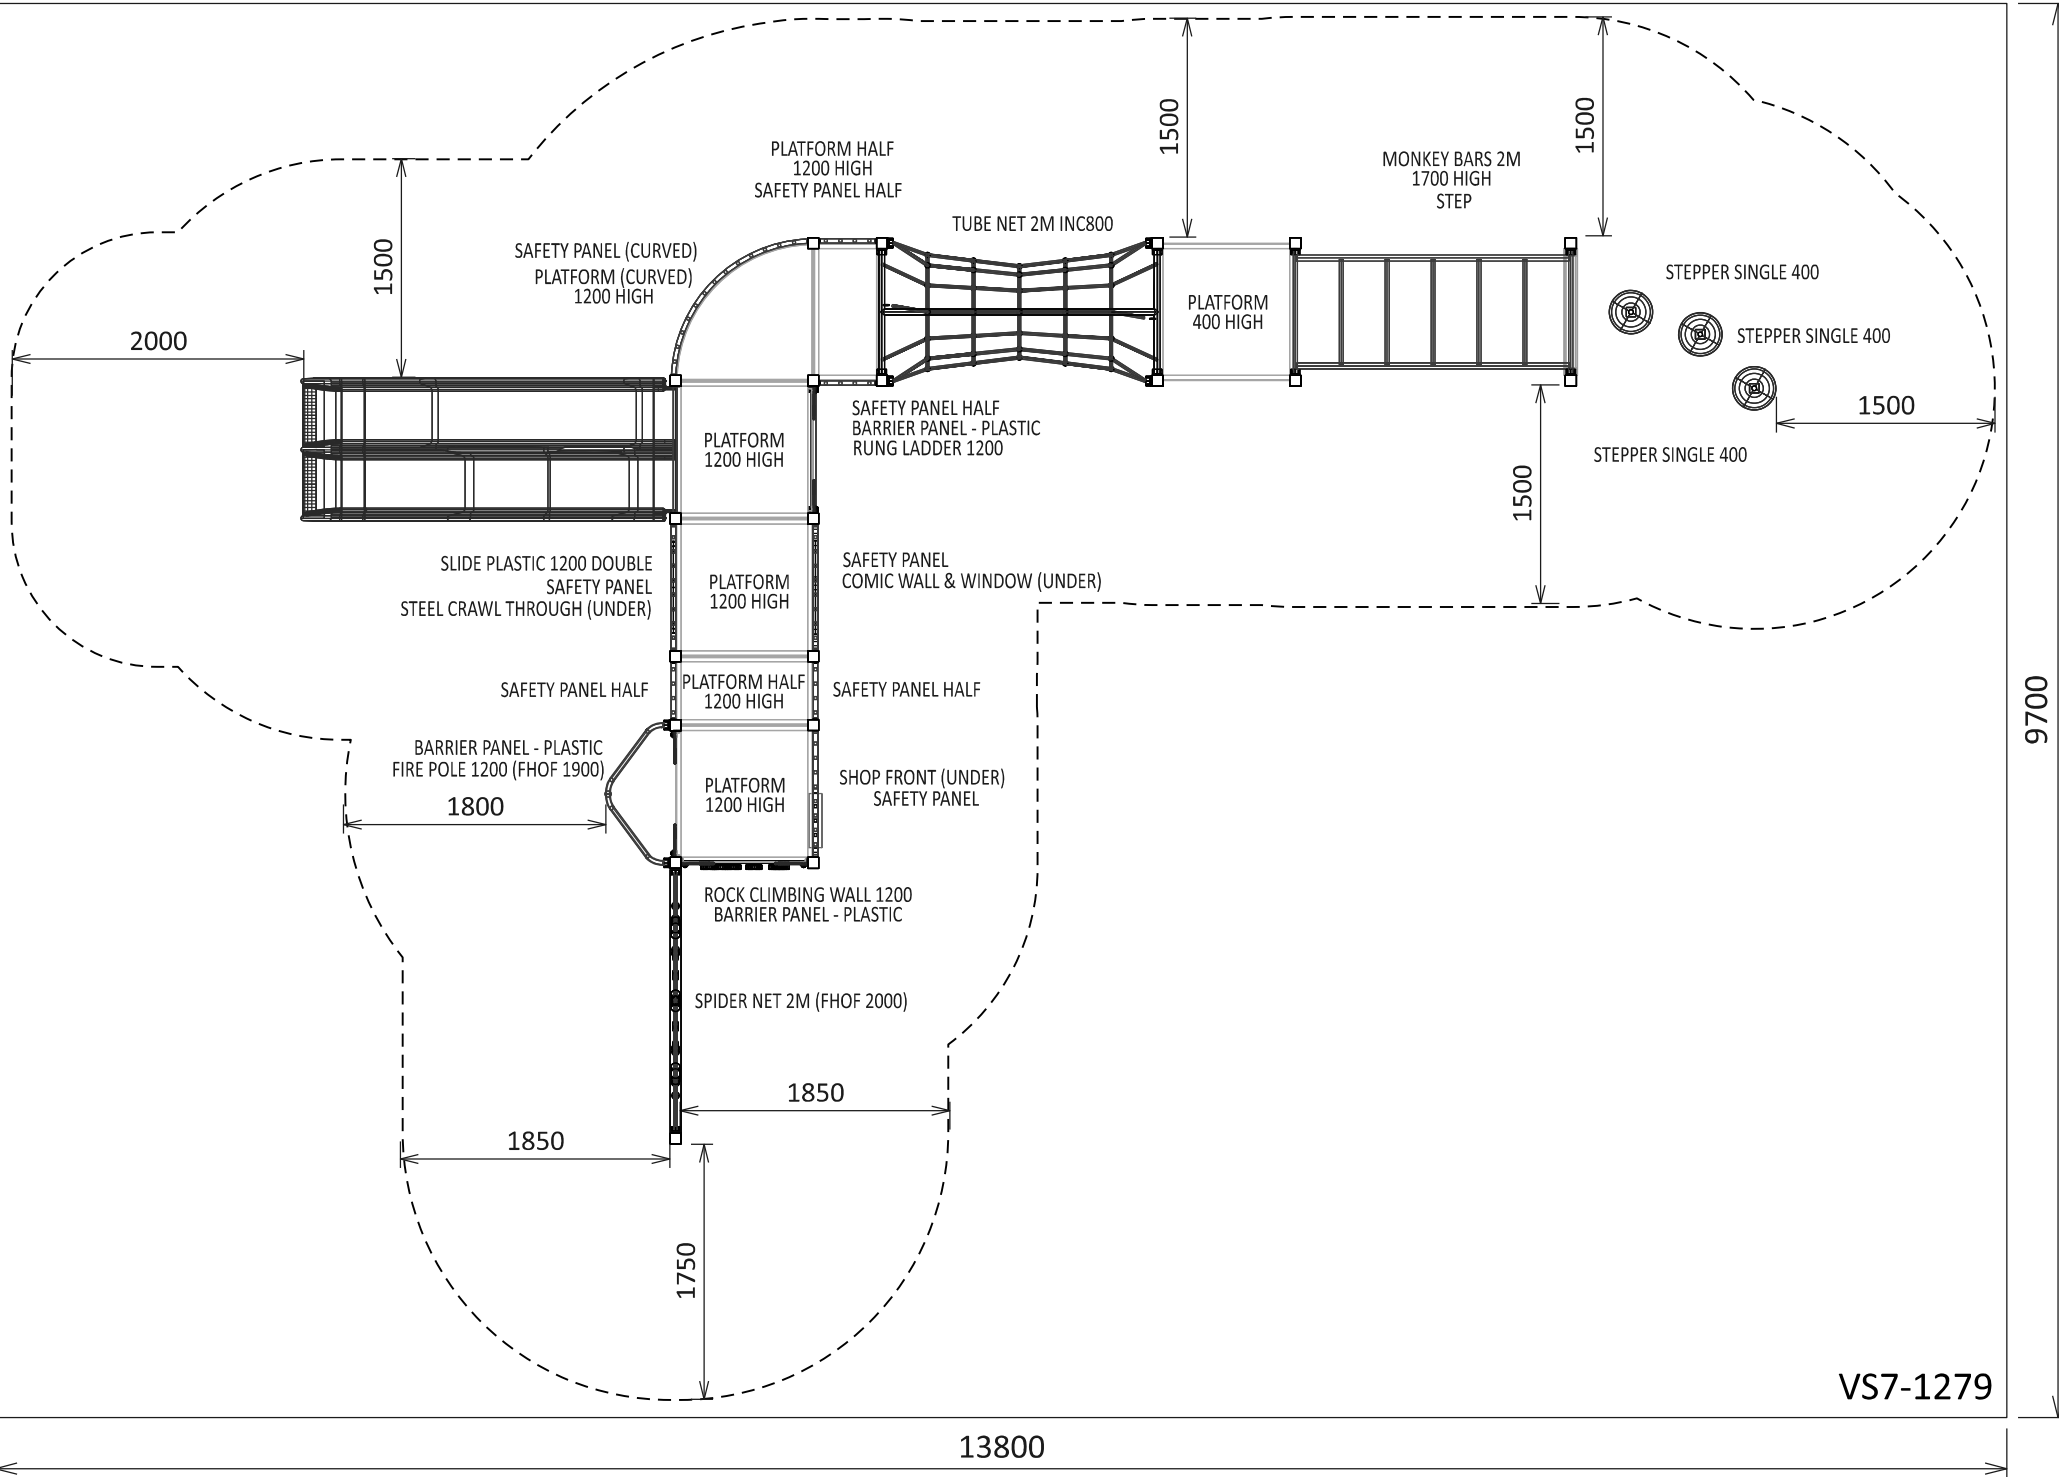 PLATFORM HALF
1200 HIGH
SAFETY PANEL HALF
1500
1500
MONKEY BARS 2M
1700 HIGH
STEP
TUBE NET 2M INC800
SAFETY PANEL (CURVED)
PLATFORM (CURVED)
1200 HIGH
1500
STEPPER SINGLE 400
PLATFORM
400 HIGH
STEPPER SINGLE 400
2000
1500
SAFETY PANEL HALF
BARRIER PANEL - PLASTIC
RUNG LADDER 1200
PLATFORM
1200 HIGH
STEPPER SINGLE 400
1500
SLIDE PLASTIC 1200 DOUBLE
SAFETY PANEL
STEEL CRAWL THROUGH (UNDER)
PLATFORM
1200 HIGH
SAFETY PANEL
COMIC WALL & WINDOW (UNDER)
SAFETY PANEL HALF
PLATFORM HALF
1200 HIGH
SAFETY PANEL HALF
9700
BARRIER PANEL - PLASTIC
FIRE POLE 1200 (FHOF 1900)
1800
PLATFORM
1200 HIGH
SHOP FRONT (UNDER)
SAFETY PANEL
ROCK CLIMBING WALL 1200
BARRIER PANEL - PLASTIC
SPIDER NET 2M (FHOF 2000)
1850
1850
1750
VS7-1279
13800